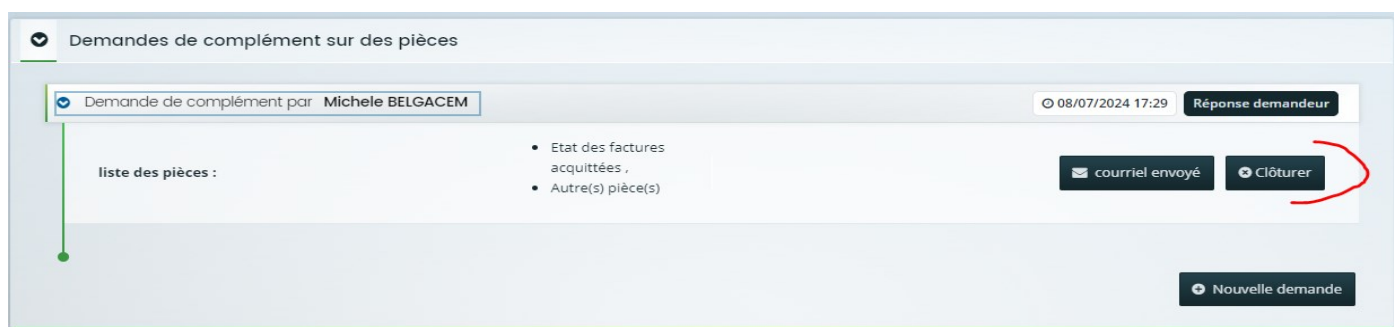 Demandes de complément sur des pièces
Demande de complément par Michele BELGACEM
08/07/2024 17:29
Réponse demandeur
liste des pièces :
Etat des factures
acquittées ,
Autre(s) pièce(s)
courriel envoyé
Clôturer
Nouvelle demande